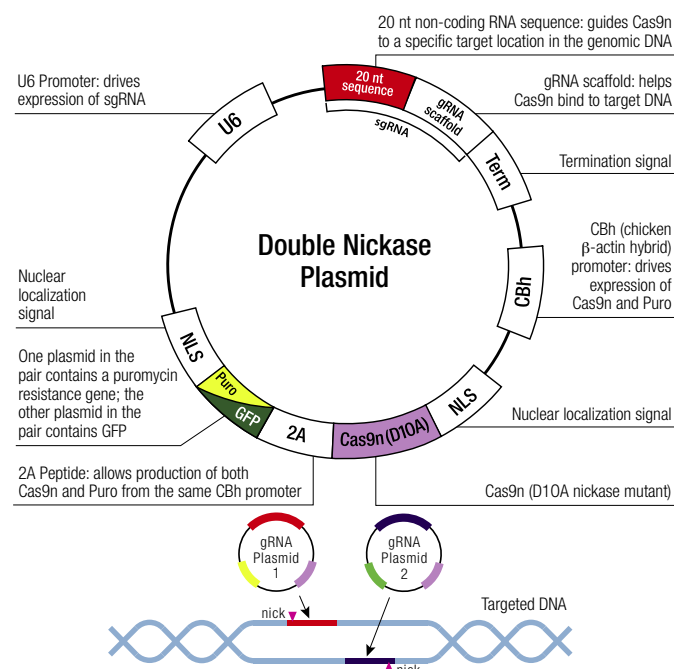 20 nt non-coding RNA sequence: guides Cas9n
to a specific target location in the genomic DNA
U6 Promoter: drives
expression of sgRNA
gRNA scaffold: helps
Cas9n bind to target DNA
20 nt
sequence
gRNA
scaffold
sgRNA
U6
Term
Termination signal
Double Nickase
Plasmid
CBh (chicken
β-actin hybrid)
promoter: drives
expression of
Cas9n and Puro
CBh
Nuclear
localization
signal
NLS
One plasmid in the
pair contains a puromycin
resistance gene; the
other plasmid in the
pair contains GFP
Puro
GFP
2A
Cas9n (D10A)
NLS
Nuclear localization signal
2A Peptide: allows production of both
Cas9n and Puro from the same CBh promoter
Cas9n (D10A nickase mutant)
gRNA
Plasmid
1
gRNA
Plasmid
2
nick
Targeted DNA
nick